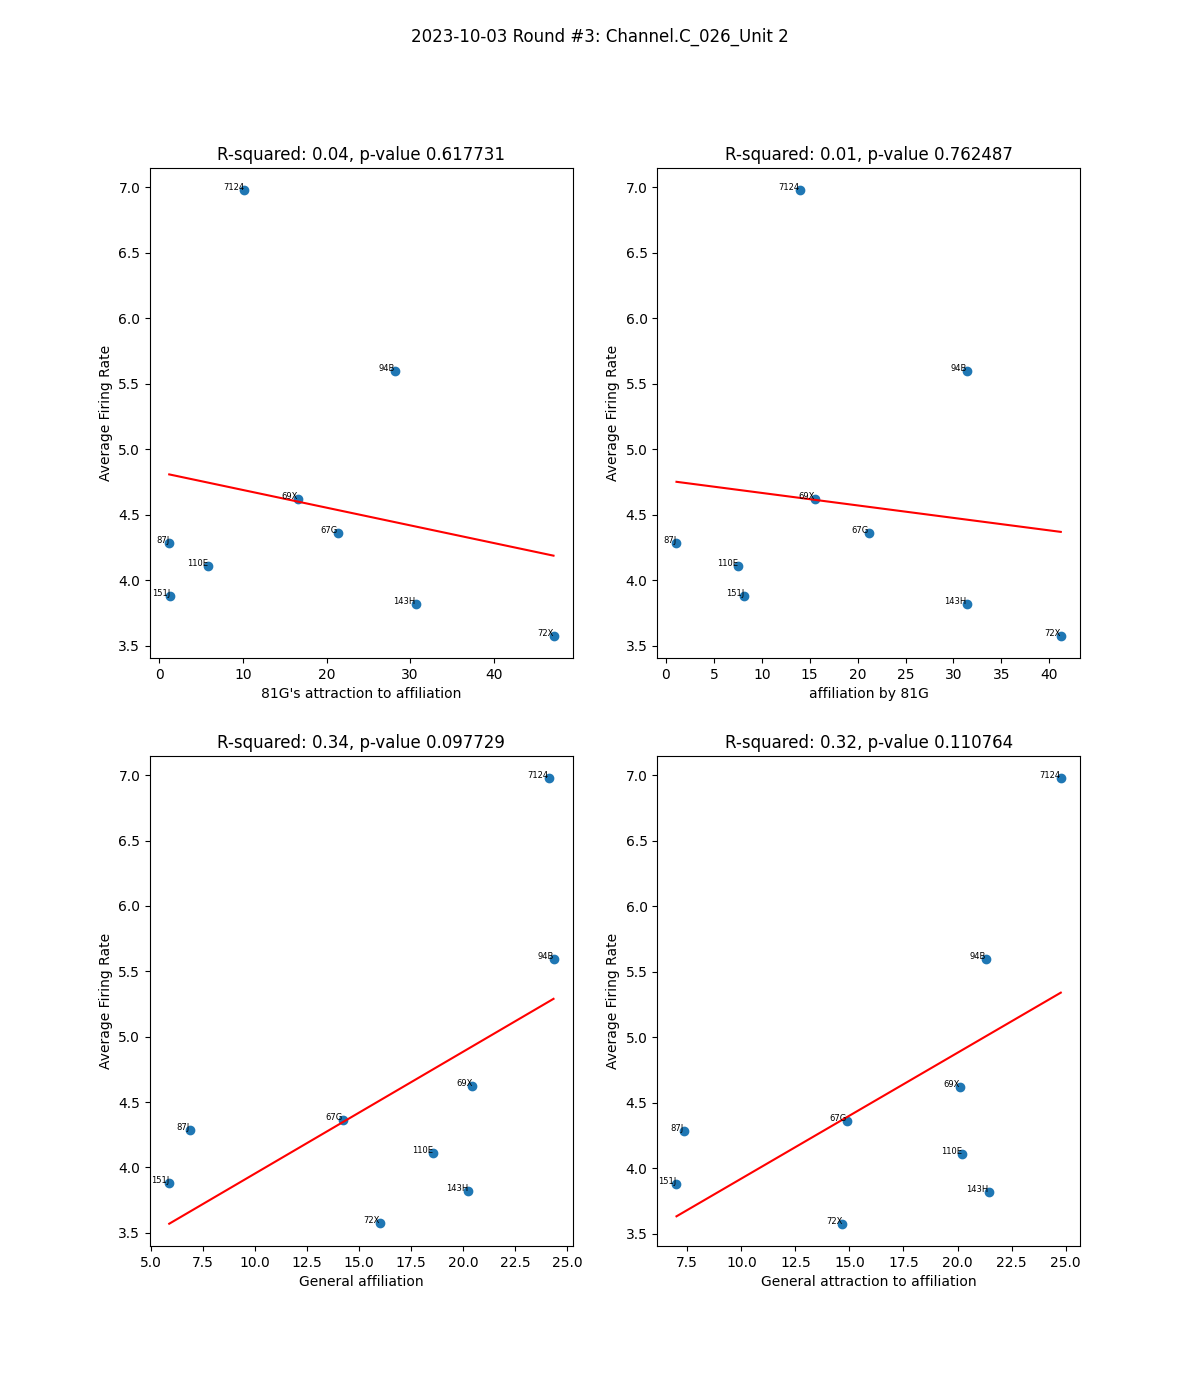 2023-10-03 Round #3: Channel.C_026_Unit 2
R-squared: 0.04, p-value 0.617731
7.0
6.5
6.0
5.5
5.0
4.5
4.0
3.5
Average Firing Rate
7124
94B
69X
67G
87J
110E
151J
143H
72X
0 10 20 30 40
81G's attraction to affiliation
R-squared: 0.01, p-value 0.762487
7.0
6.5
6.0
5.5
5.0
4.5
4.0
3.5
Average Firing Rate
7124
94B
69X
67G
87J
110E
151J
143H
72X
0 5 10 15 20 25 30 35 40
affiliation by 81G
R-squared: 0.34, p-value 0.097729
7.0
6.5
6.0
5.5
5.0
4.5
4.0
3.5
Average Firing Rate
7124
94B
69X
67G
87J
110E
151J
143H
72X
5.0 7.5 10.0 12.5 15.0 17.5 20.0 22.5 25.0
General affiliation
R-squared: 0.32, p-value 0.110764
7.0
6.5
6.0
5.5
5.0
4.5
4.0
3.5
Average Firing Rate
7124
94B
69X
67G
87J
110E
151J
143H
72X
7.5 10.0 12.5 15.0 17.5 20.0 22.5 25.0
General attraction to affiliation